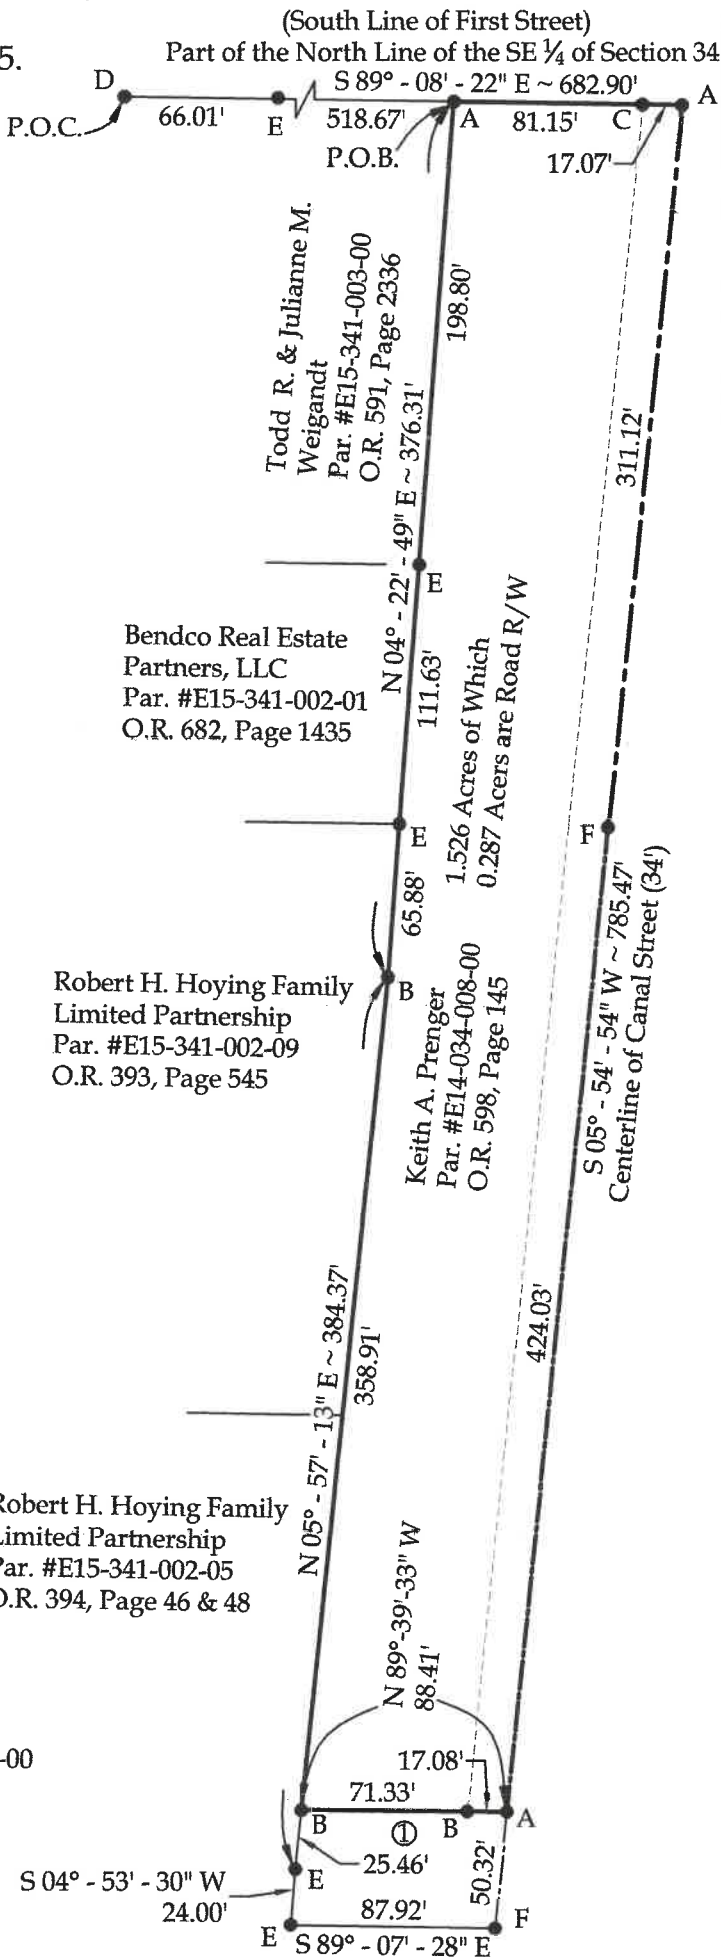 (South Line of First Street)
5.
Part of the North Line of the SE ¼ of Section 34
S 89° - 08' - 22" E ~ 682.90'
D
A
66.01'
E
518.67'
A
81.15'
C
P.O.C.
P.O.B.
17.07'
Todd R. & Julianne M.
Weigandt
Par. #E15-341-003-00
O.R. 591, Page 2336
198.80'
N 04° - 22' - 49" E ~ 376.31'
311.12'
E
Bendco Real Estate
Partners, LLC
Par. #E15-341-002-01
O.R. 682, Page 1435
111.63'
1.526 Acres of Which
0.287 Acers are Road R/W
E
F
65.88'
B
Robert H. Hoying Family
Limited Partnership
Par. #E15-341-002-09
O.R. 393, Page 545
Keith A. Prenger
Par. #E14-034-008-00
O.R. 598, Page 145
S 05° - 54' - 54" W ~ 785.47'
Centerline of Canal Street (34')
N 05° - 57' - 13" E ~ 384.37'
358.91'
424.03'
Robert H. Hoying Family
Limited Partnership
Par. #E15-341-002-05
O.R. 394, Page 46 & 48
N 89°-39'-33" W
88.41'
-00
17.08'
71.33'
B
①
B
A
25.46'
50.32'
S 04° - 53' - 30" W
24.00'
E
87.92'
E
F
S 89° - 07' - 28" E